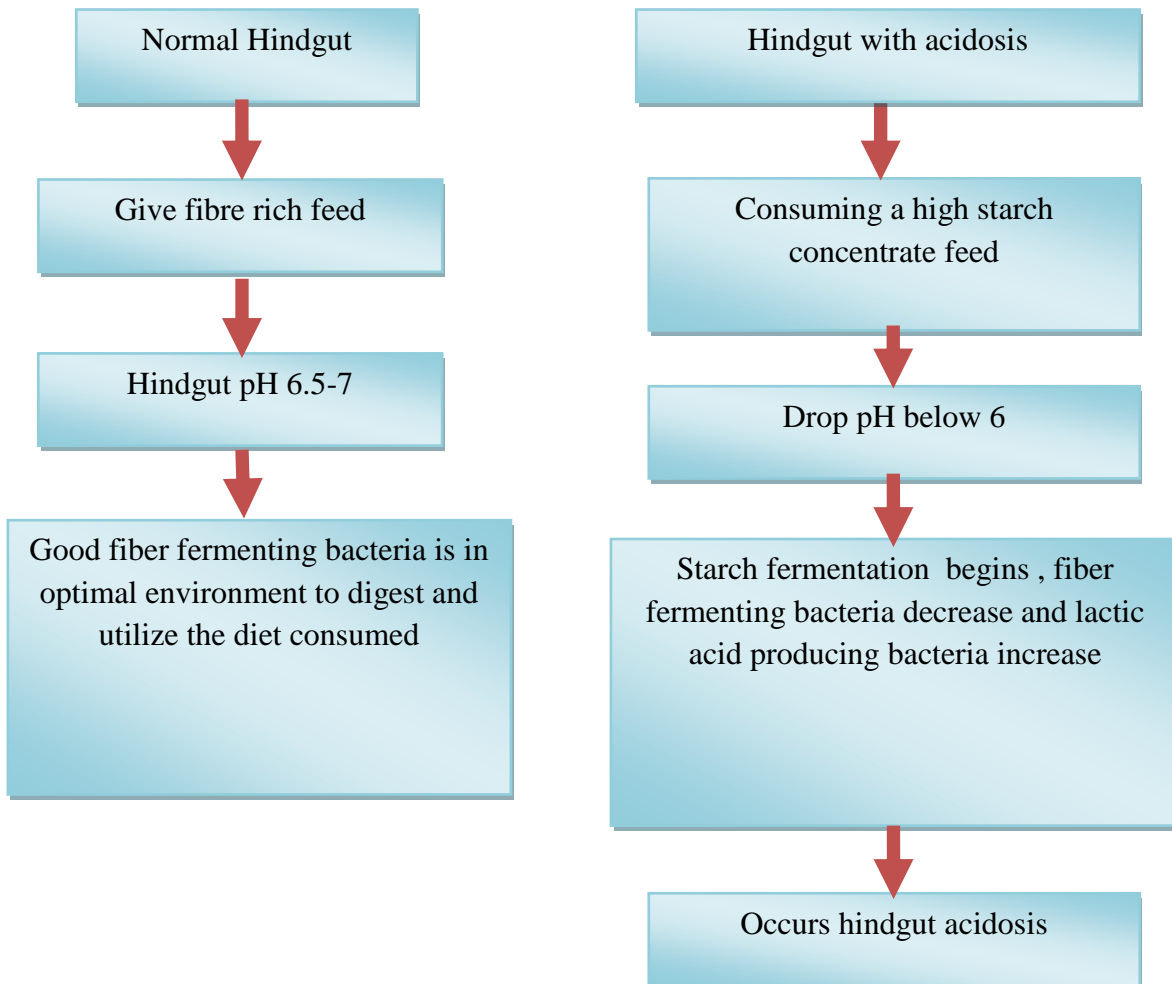 Normal Hindgut
Give fibre rich feed
Hindgut pH 6.5-7
Good fiber fermenting bacteria is in
optimal environment to digest and
utilize the diet consumed
Hindgut with acidosis
Consuming a high starch
concentrate feed
Drop pH below 6
Starch fermentation begins , fiber
fermenting bacteria decrease and lactic
acid producing bacteria increase
Occurs hindgut acidosis